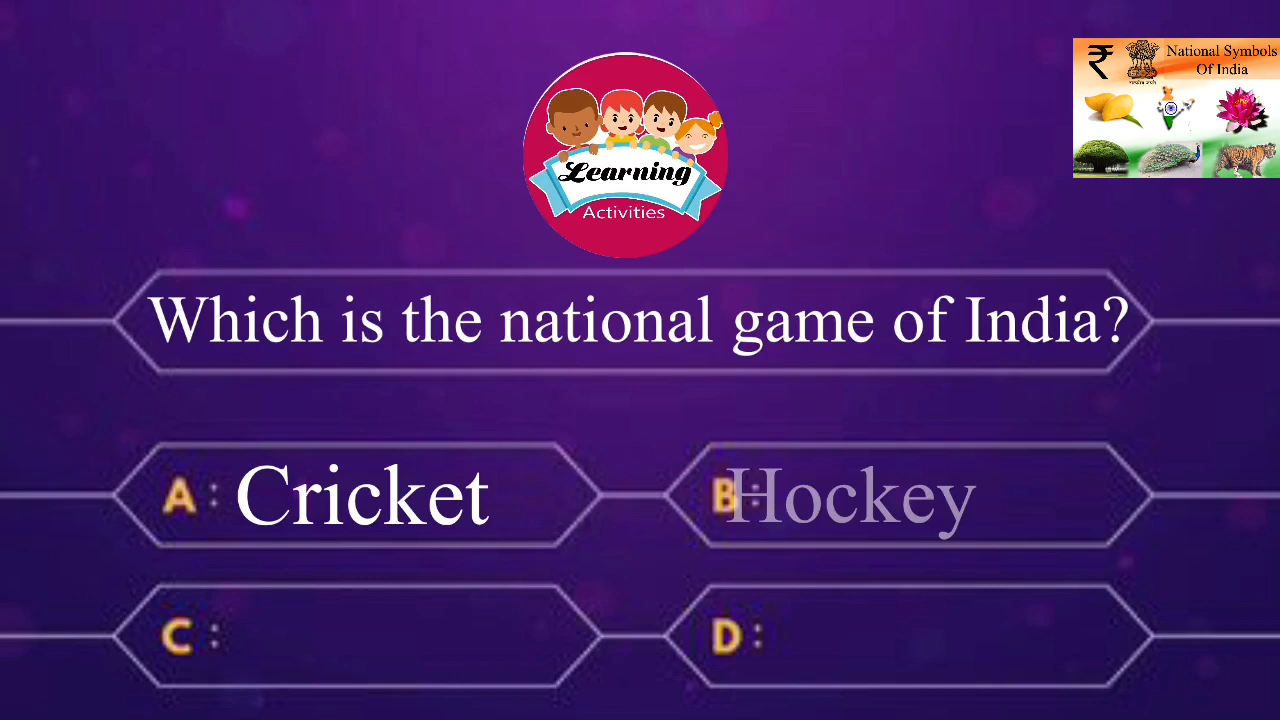 National Symbols
Of India
Learning
Activities
Which is the national game of India?
A : Cricket
B : Hockey
C :
D :